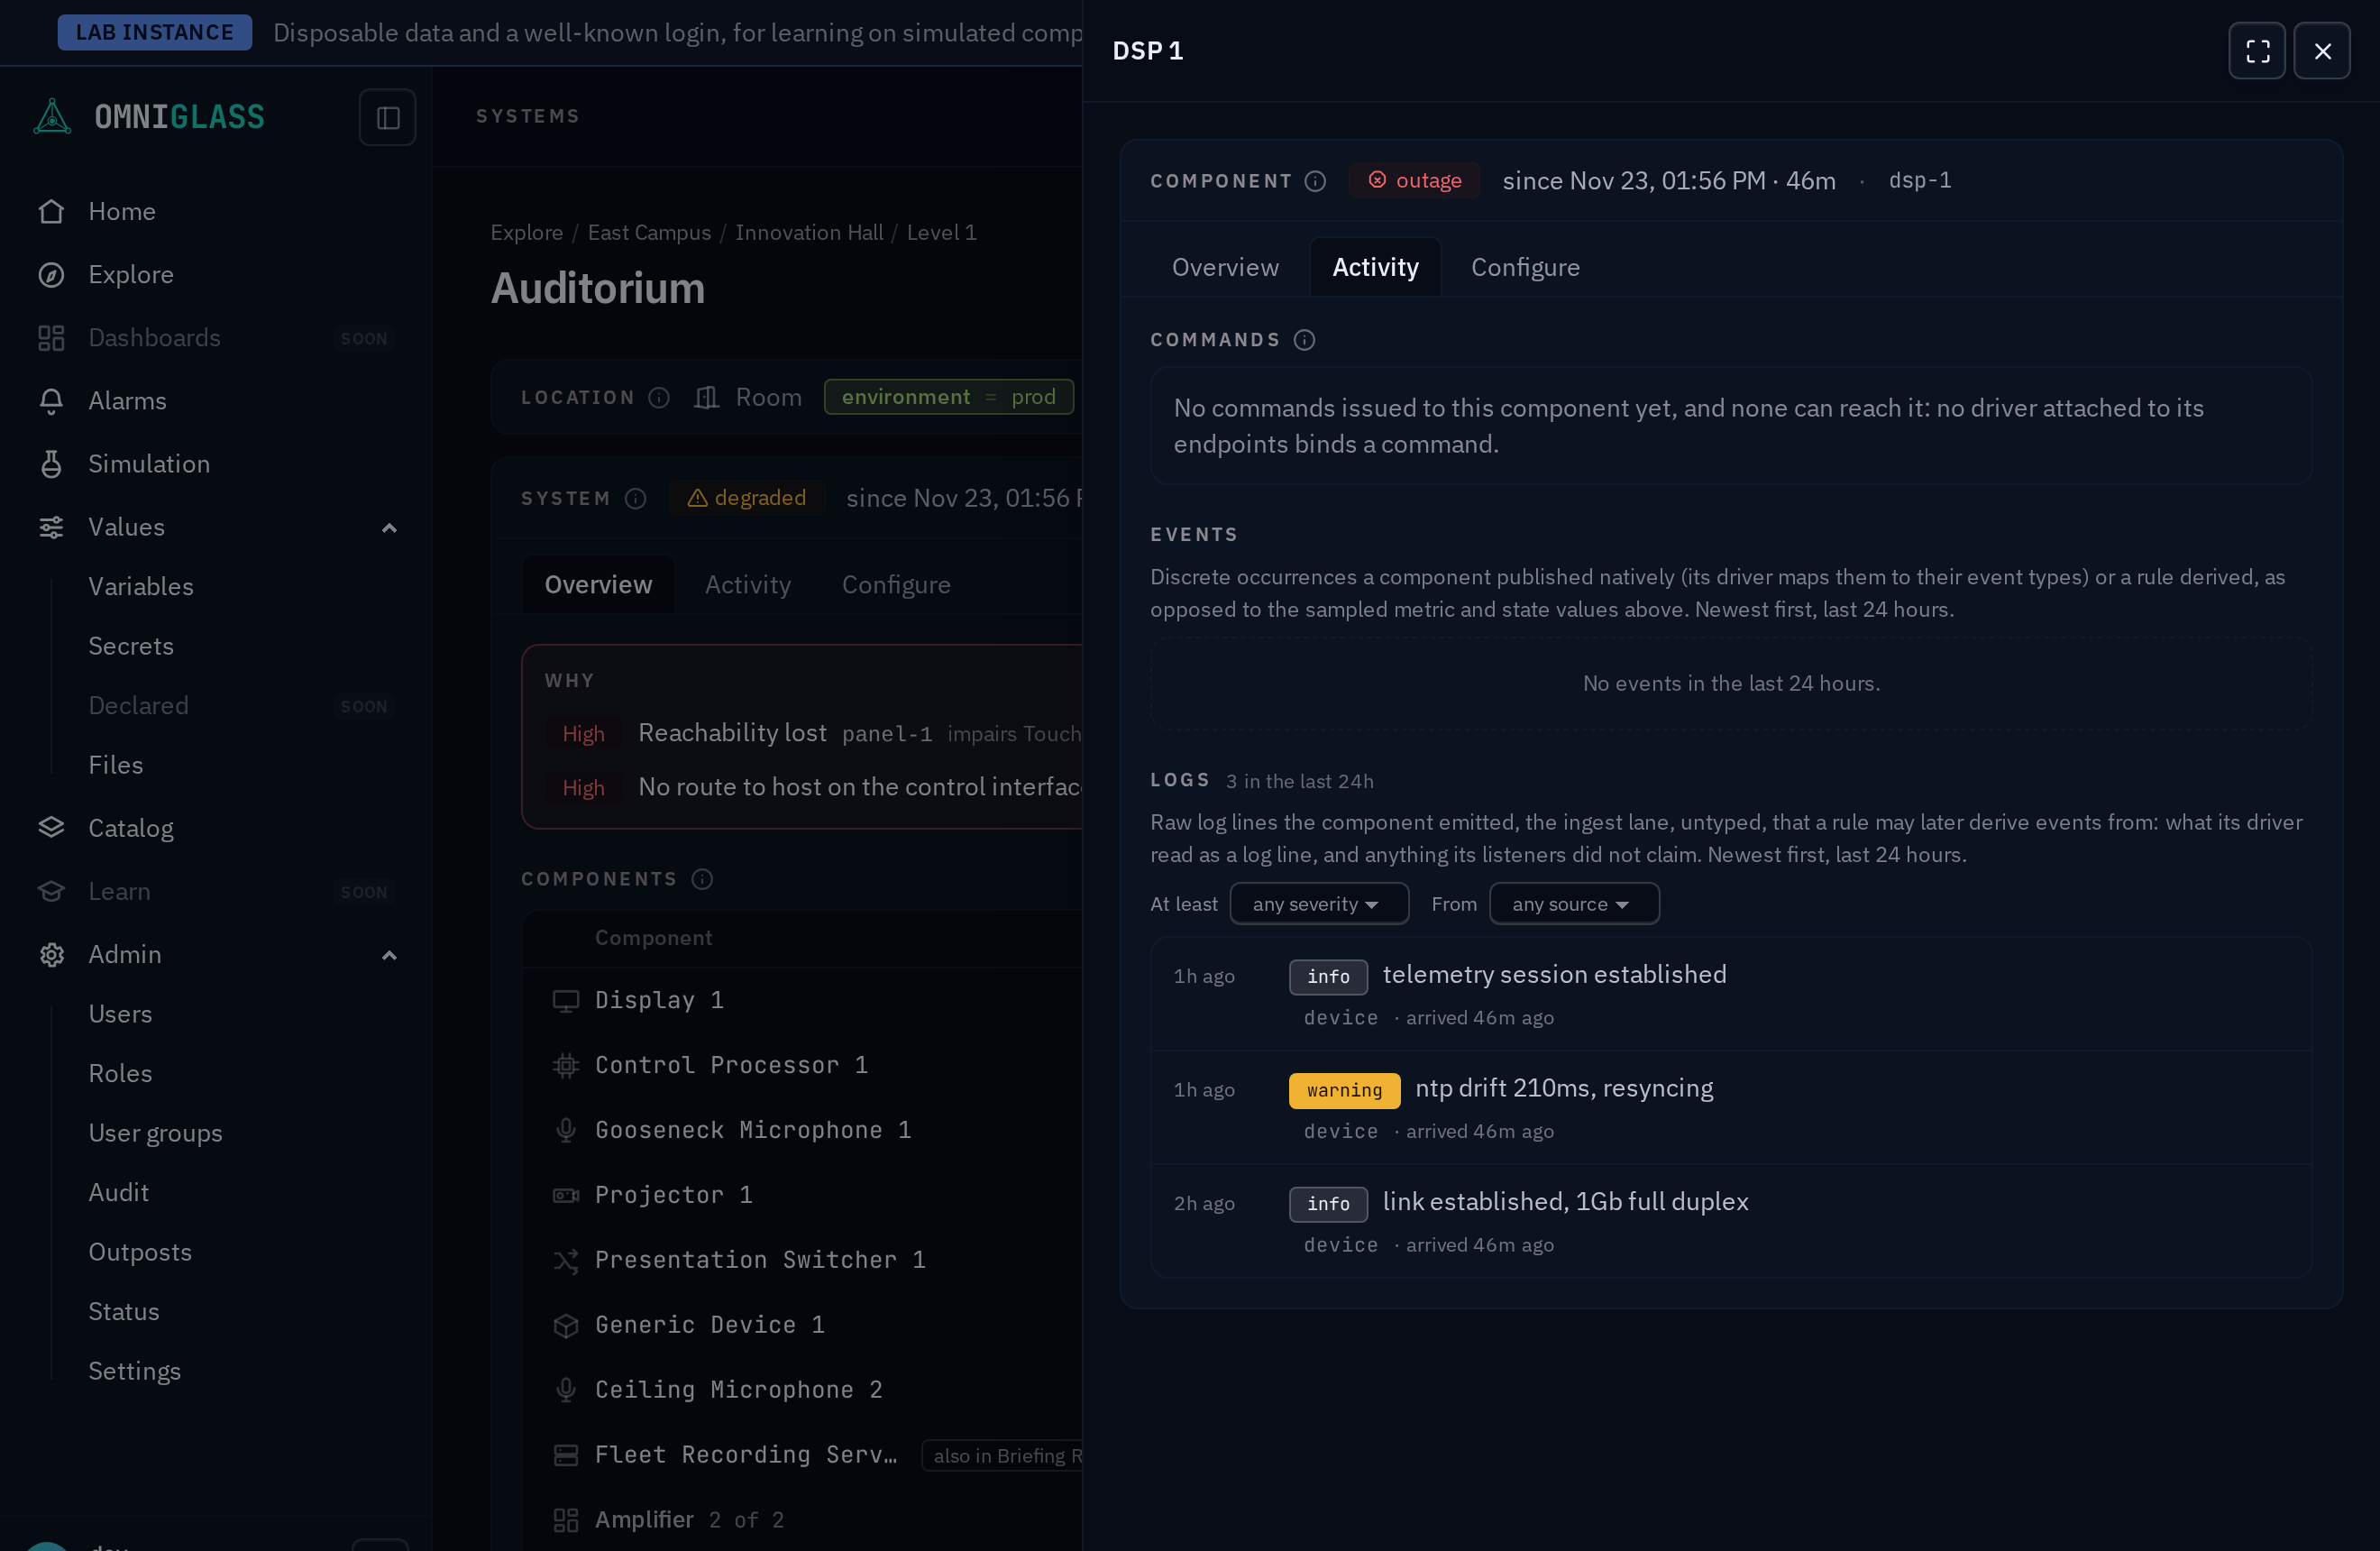 LAB INSTANCE Disposable data and a well-known login, for learning on simulated comp
OMNIGLASS
Home
Explore
Dashboards SOON
Alarms
Simulation
Values
Variables
Secrets
Declared SOON
Files
Catalog
Learn SOON
Admin
Users
Roles
User groups
Audit
Outposts
Status
Settings
SYSTEMS
Explore / East Campus / Innovation Hall / Level 1
Auditorium
LOCATION Room environment = prod
SYSTEM degraded since Nov 23, 01:56
Overview Activity Configure
WHY
High Reachability lost panel-1 impairs Touch
High No route to host on the control interfac
COMPONENTS
Component
Display 1
Control Processor 1
Gooseneck Microphone 1
Projector 1
Presentation Switcher 1
Generic Device 1
Ceiling Microphone 2
Fleet Recording Serv… also in Briefing R
Amplifier 2 of 2
DSP 1
COMPONENT outage since Nov 23, 01:56 PM · 46m · dsp-1
Overview Activity Configure
COMMANDS
No commands issued to this component yet, and none can reach it: no driver attached to its
endpoints binds a command.
EVENTS
Discrete occurrences a component published natively (its driver maps them to their event types) or a rule derived, as
opposed to the sampled metric and state values above. Newest first, last 24 hours.
No events in the last 24 hours.
LOGS 3 in the last 24h
Raw log lines the component emitted, the ingest lane, untyped, that a rule may later derive events from: what its driver
read as a log line, and anything its listeners did not claim. Newest first, last 24 hours.
At least any severity From any source
1h ago info telemetry session established
device · arrived 46m ago
1h ago warning ntp drift 210ms, resyncing
device · arrived 46m ago
2h ago info link established, 1Gb full duplex
device · arrived 46m ago